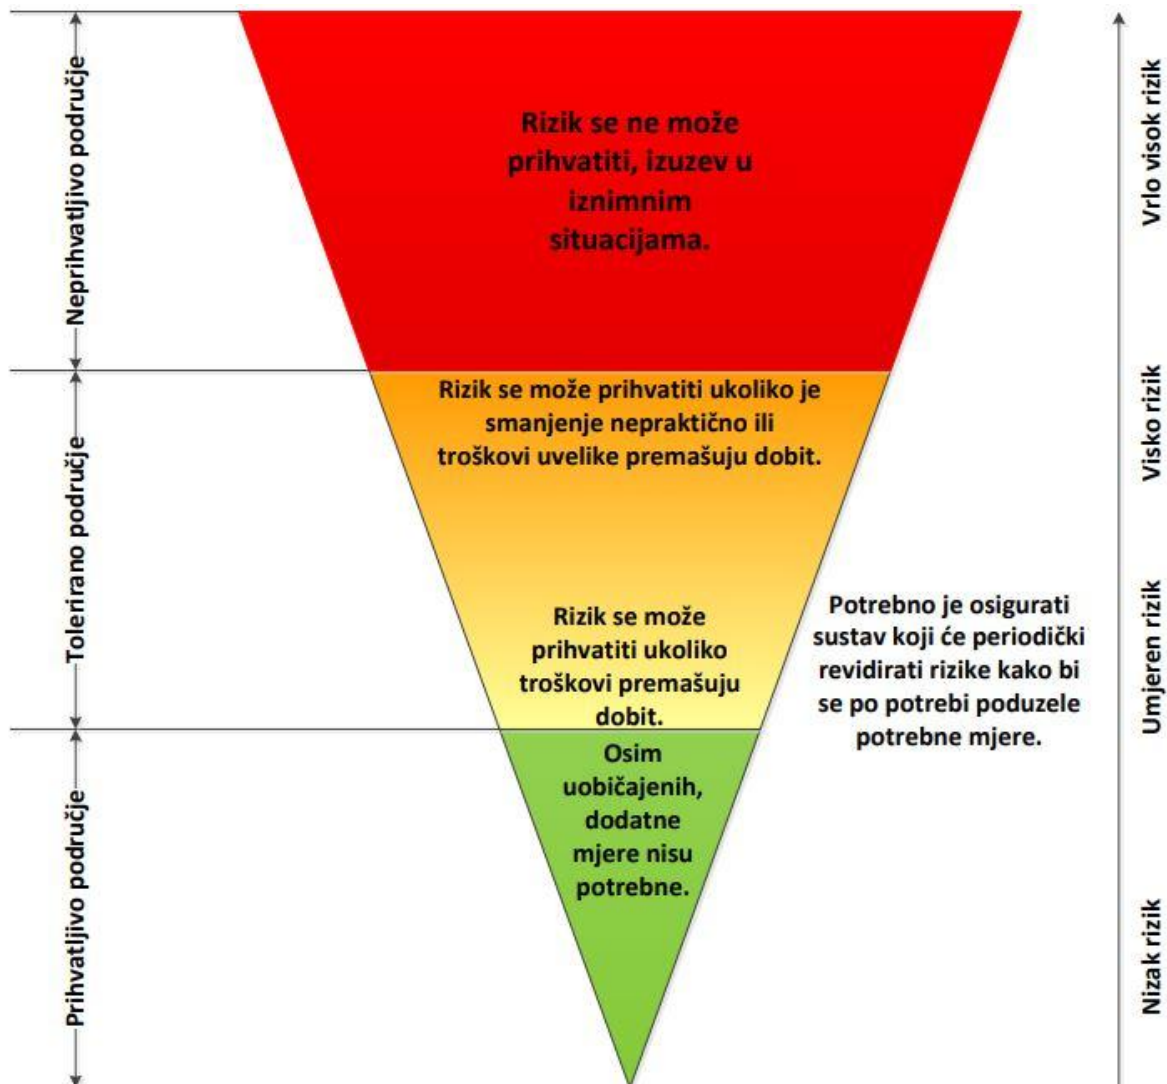 Neprihvatljivo područje
Rizik se ne može
prihvatiti, izuzev u
iznimnim
situacijama.
Vrlo visok rizik
Tolerirano područje
Rizik se može prihvatiti ukoliko je
smanjenje nepraktično ili
troškovi uvelike premašuju dobit.
Visko rizik
Rizik se može
prihvatiti ukoliko
troškovi premašuju
dobit.
Potrebno je osigurati
sustav koji će periodički
revidirati rizike kako bi
se po potrebi poduzele
potrebne mjere.
Umjeren rizik
Prihvatljivo područje
Osim
uobičajenih,
dodatne
mjere nisu
potrebne.
Nizak rizik